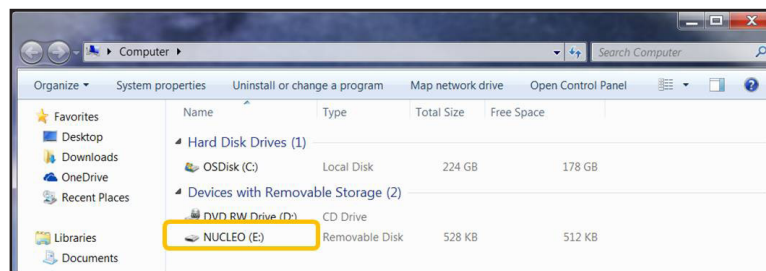 Computer
Search Computer
Organize System properties Uninstall or change a program Map network drive Open Control Panel
Favorites
Desktop
Downloads
OneDrive
Recent Places
Libraries
Documents
Name Type Total Size Free Space
Hard Disk Drives (1)
OSDisk (C:) Local Disk 224 GB 178 GB
Devices with Removable Storage (2)
DVD RW Drive (D:) CD Drive
NUCLEO (E:) Removable Disk 528 KB 512 KB